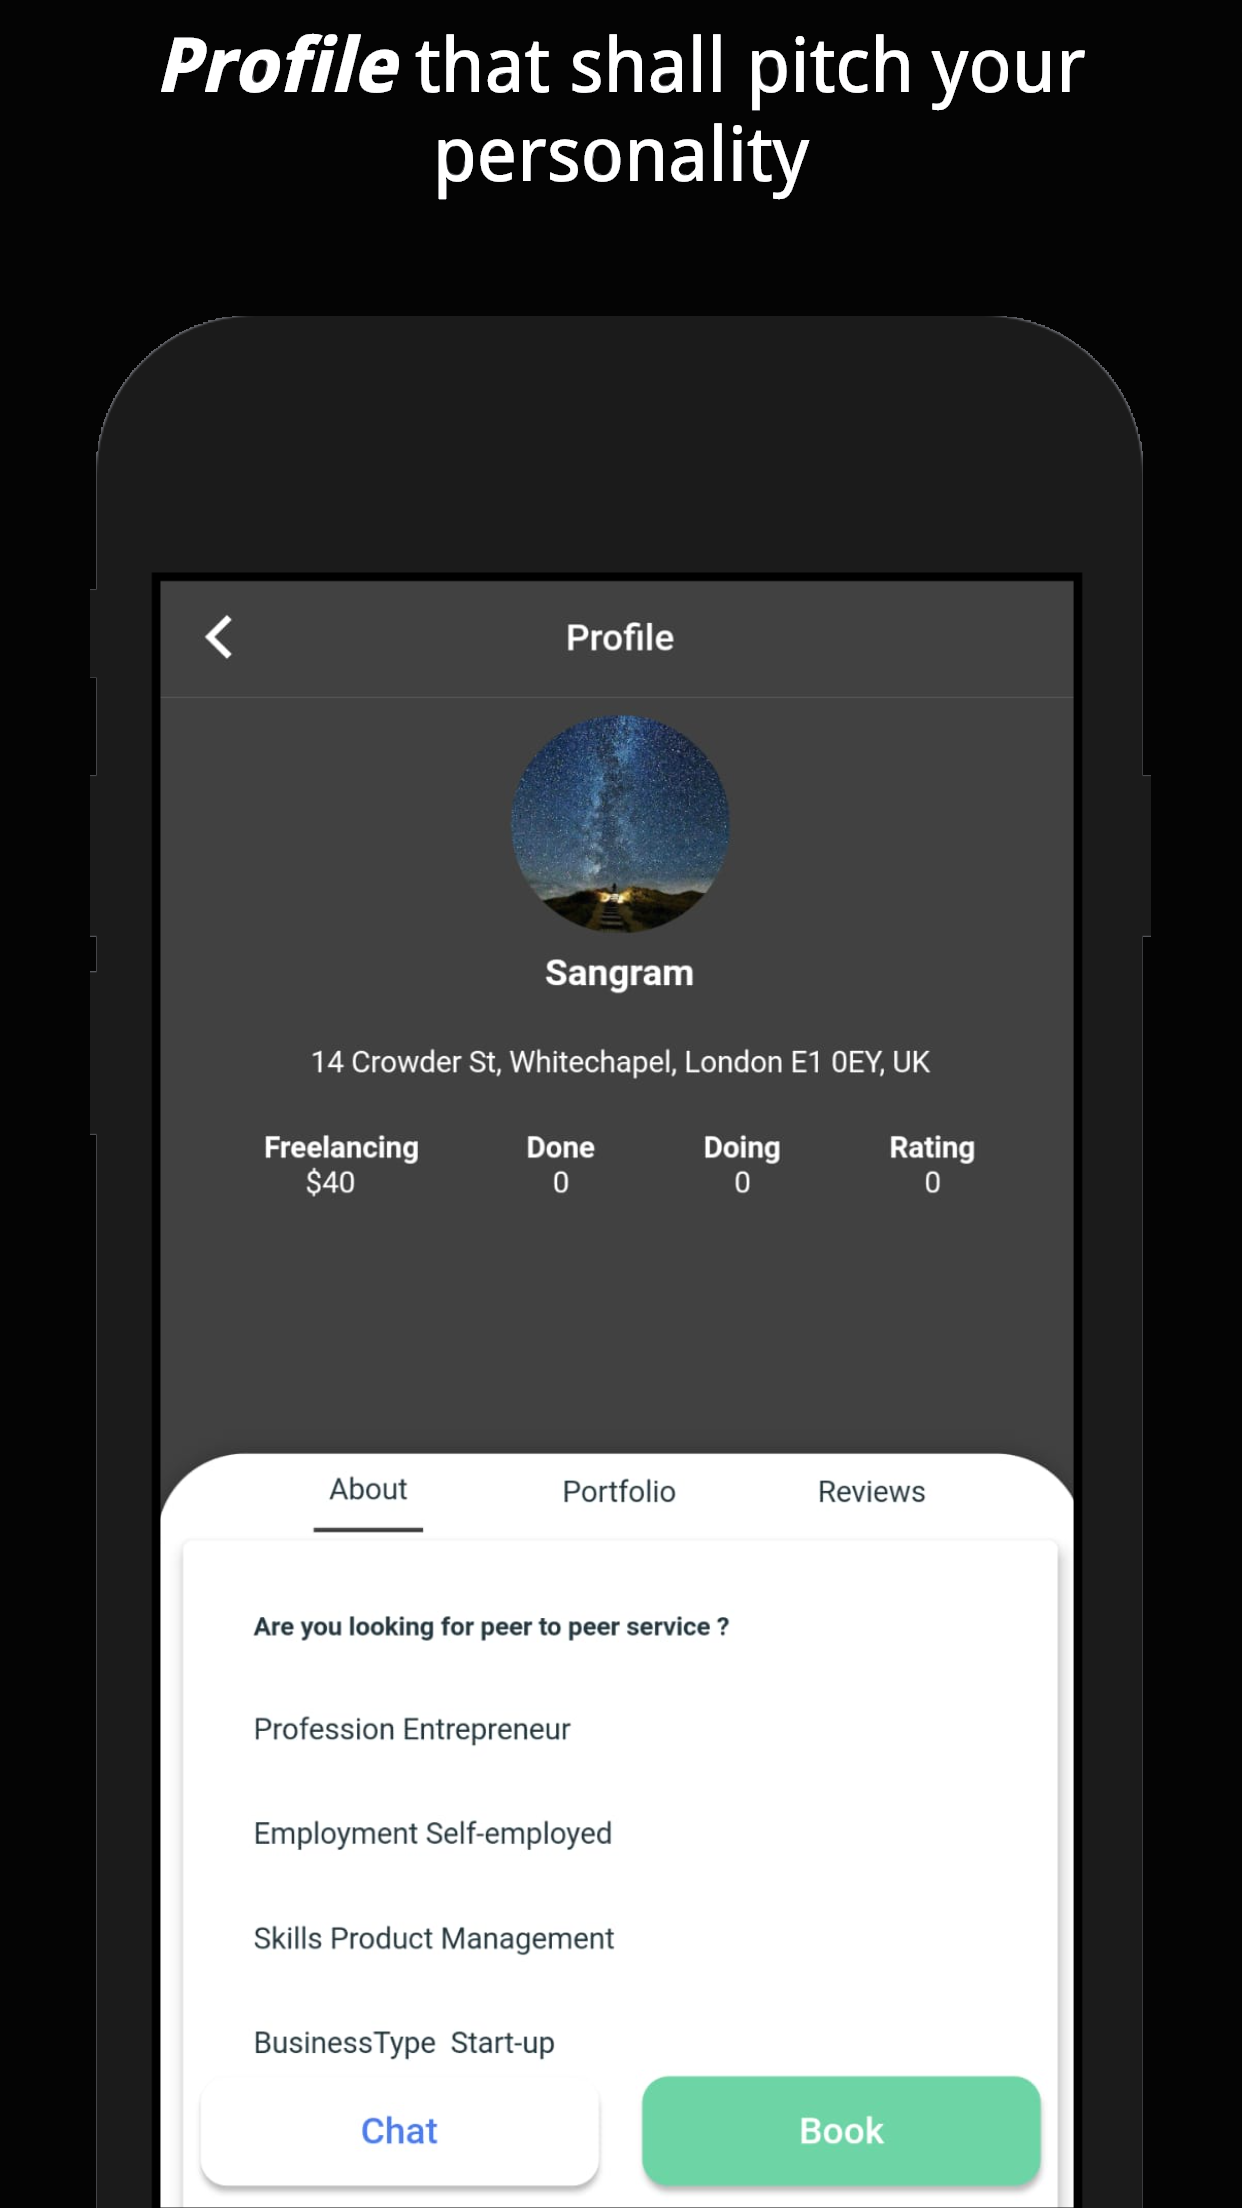 Profile that shall pitch your
personality
Profile
Sangram
14 Crowder St, Whitechapel, London E1 0EY, UK
Freelancing Done Doing Rating
$40 0 0 0
About Portfolio Reviews
Are you looking for peer to peer service ?
Profession Entrepreneur
Employment Self-employed
Skills Product Management
BusinessType  Start-up
Chat Book